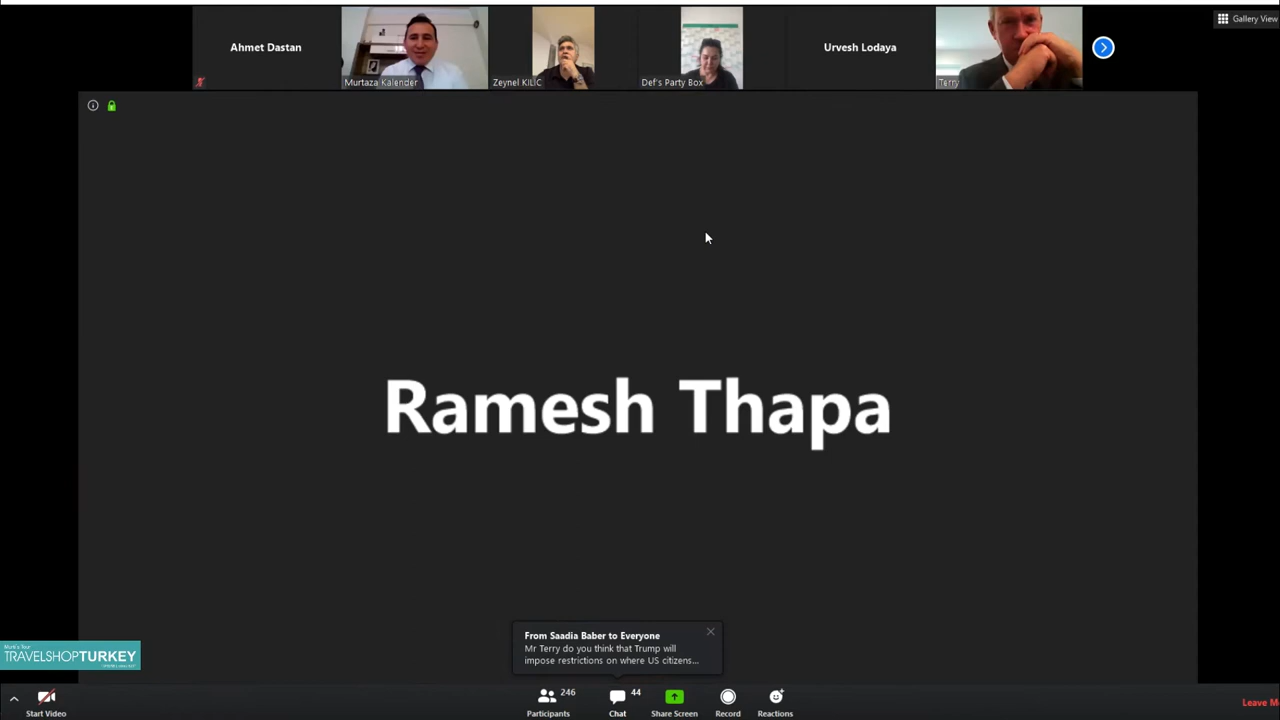 Ahmet Dastan
Murtaza Kalender
Zeynel KILIC
Def's Party Box
Urvesh Lodaya
Terry
Gallery View
Ramesh Thapa
From Saadia Baber to Everyone
Mr Terry do you think that Trump will
impose restrictions on where US citizens...
TRAVELSHOPTURKEY
Start Video
246
Participants
44
Chat
Share Screen
Record
Reactions
Leave M